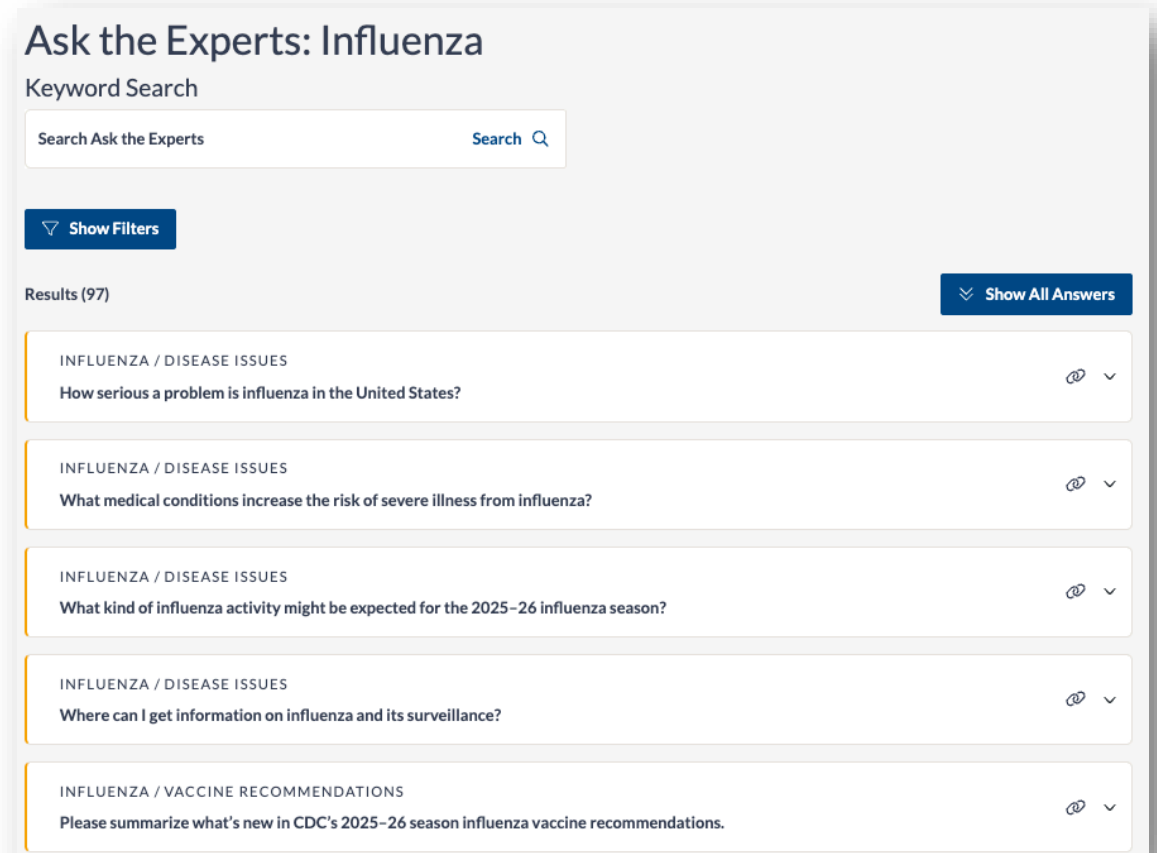 Ask the Experts: Influenza
Keyword Search
Search Ask the Experts Search
Show Filters
Results (97) Show All Answers
INFLUENZA / DISEASE ISSUES
How serious a problem is influenza in the United States?
INFLUENZA / DISEASE ISSUES
What medical conditions increase the risk of severe illness from influenza?
INFLUENZA / DISEASE ISSUES
What kind of influenza activity might be expected for the 2025–26 influenza season?
INFLUENZA / DISEASE ISSUES
Where can I get information on influenza and its surveillance?
INFLUENZA / VACCINE RECOMMENDATIONS
Please summarize what’s new in CDC’s 2025–26 season influenza vaccine recommendations.